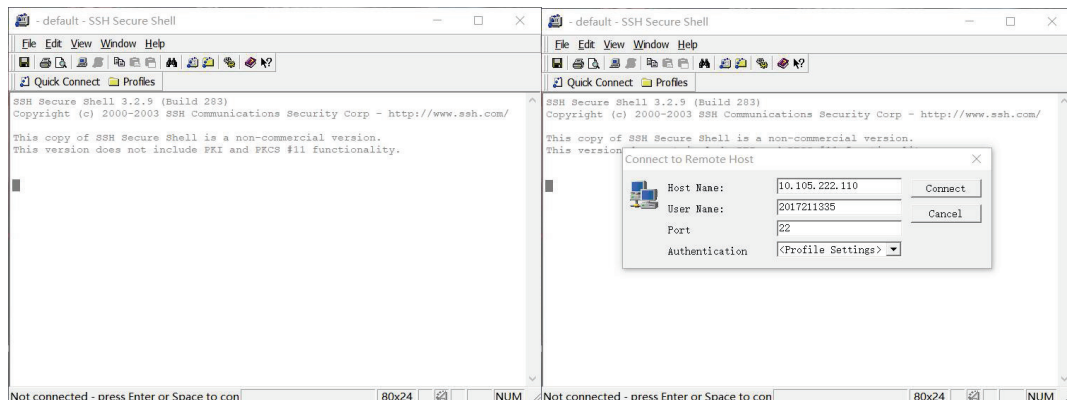 - default - SSH Secure Shell
File Edit View Window Help
Quick Connect Profiles
SSH Secure Shell 3.2.9 (Build 283)
Copyright (c) 2000-2003 SSH Communications Security Corp - http://www.ssh.com/
This copy of SSH Secure Shell is a non-commercial version.
This version does not include PKI and PKCS #11 functionality.
Not connected - press Enter or Space to con
80x24 NUM
- default - SSH Secure Shell
File Edit View Window Help
Quick Connect Profiles
SSH Secure Shell 3.2.9 (Build 283)
Copyright (c) 2000-2003 SSH Communications Security Corp - http://www.ssh.com/
This copy of SSH Secure Shell is a non-commercial version.
This version
Connect to Remote Host
Host Name: 10.105.222.110 Connect
User Name: 2017211335 Cancel
Port 22
Authentication <Profile Settings>
Not connected - press Enter or Space to con
80x24 NUM